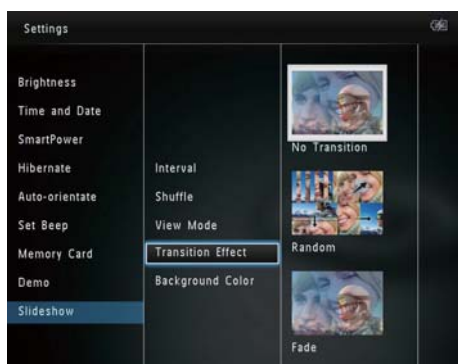 Settings
Brightness
Time and Date
SmartPower
Hibernate
Auto-orientate
Set Beep
Memory Card
Demo
Slideshow
Interval
Shuffle
View Mode
Transition Effect
Background Color
No Transition
Random
Fade